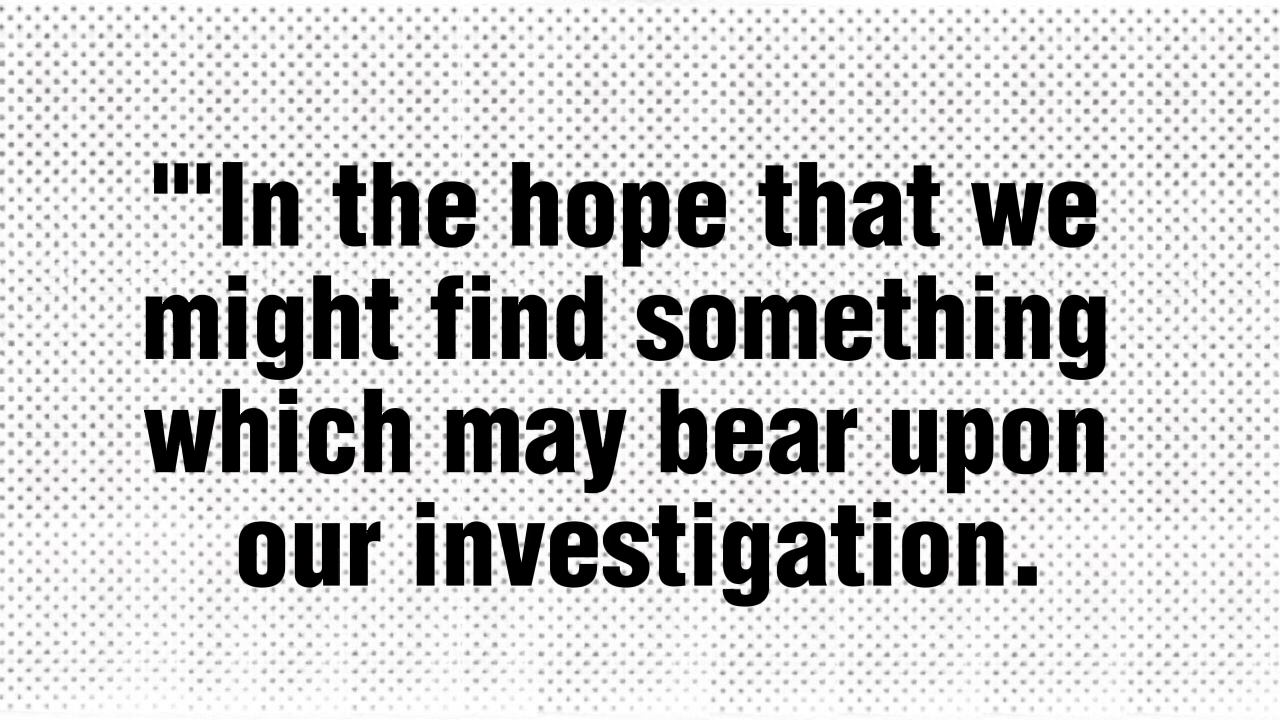 "'In the hope that we
might find something
which may bear upon
our investigation.